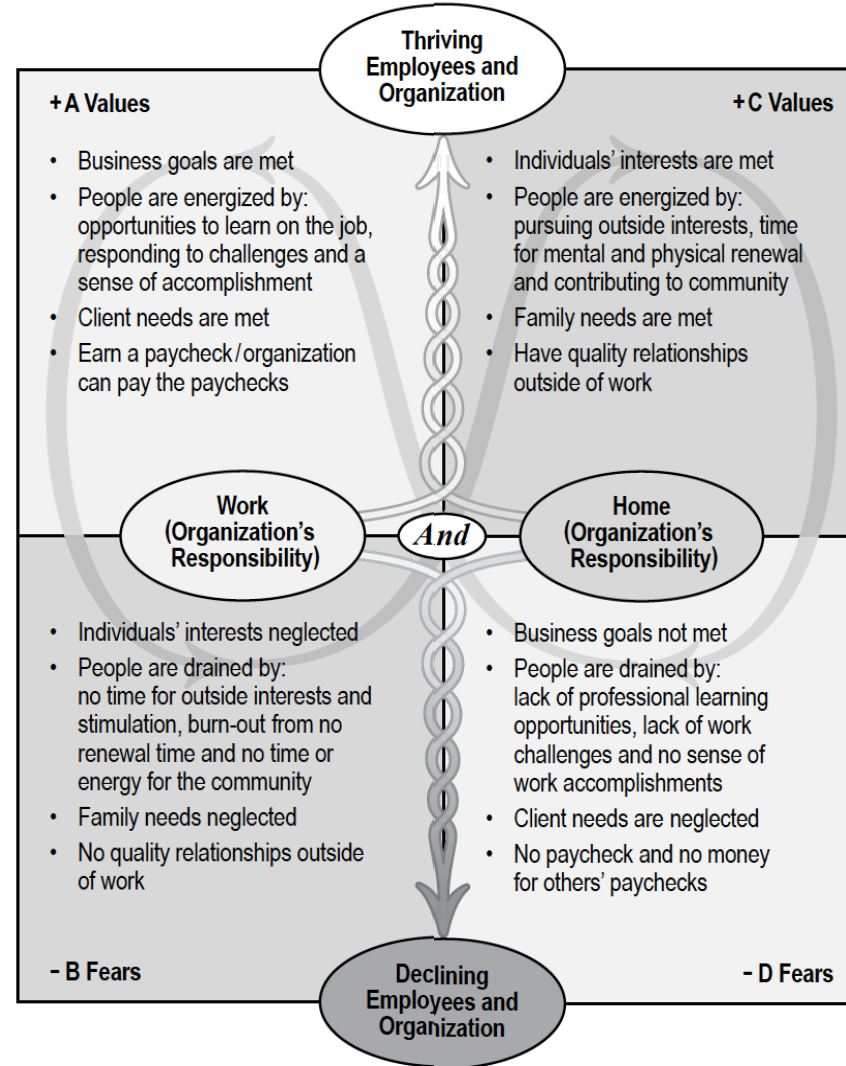 Thriving
Employees and
Organization
+A Values
• Business goals are met
• People are energized by:
opportunities to learn on the job,
responding to challenges and a
sense of accomplishment
• Client needs are met
• Earn a paycheck/organization
can pay the paychecks
+C Values
• Individuals’ interests are met
• People are energized by:
pursuing outside interests, time
for mental and physical renewal
and contributing to community
• Family needs are met
• Have quality relationships
outside of work
Work
(Organization’s
Responsibility)
And
Home
(Organization’s
Responsibility)
• Individuals’ interests neglected
• People are drained by:
no time for outside interests and
stimulation, burn-out from no
renewal time and no time or
energy for the community
• Family needs neglected
• No quality relationships outside
of work
– B Fears
• Business goals not met
• People are drained by:
lack of professional learning
opportunities, lack of work
challenges and no sense of
work accomplishments
• Client needs are neglected
• No paycheck and no money
for others’ paychecks
– D Fears
Declining
Employees and
Organization